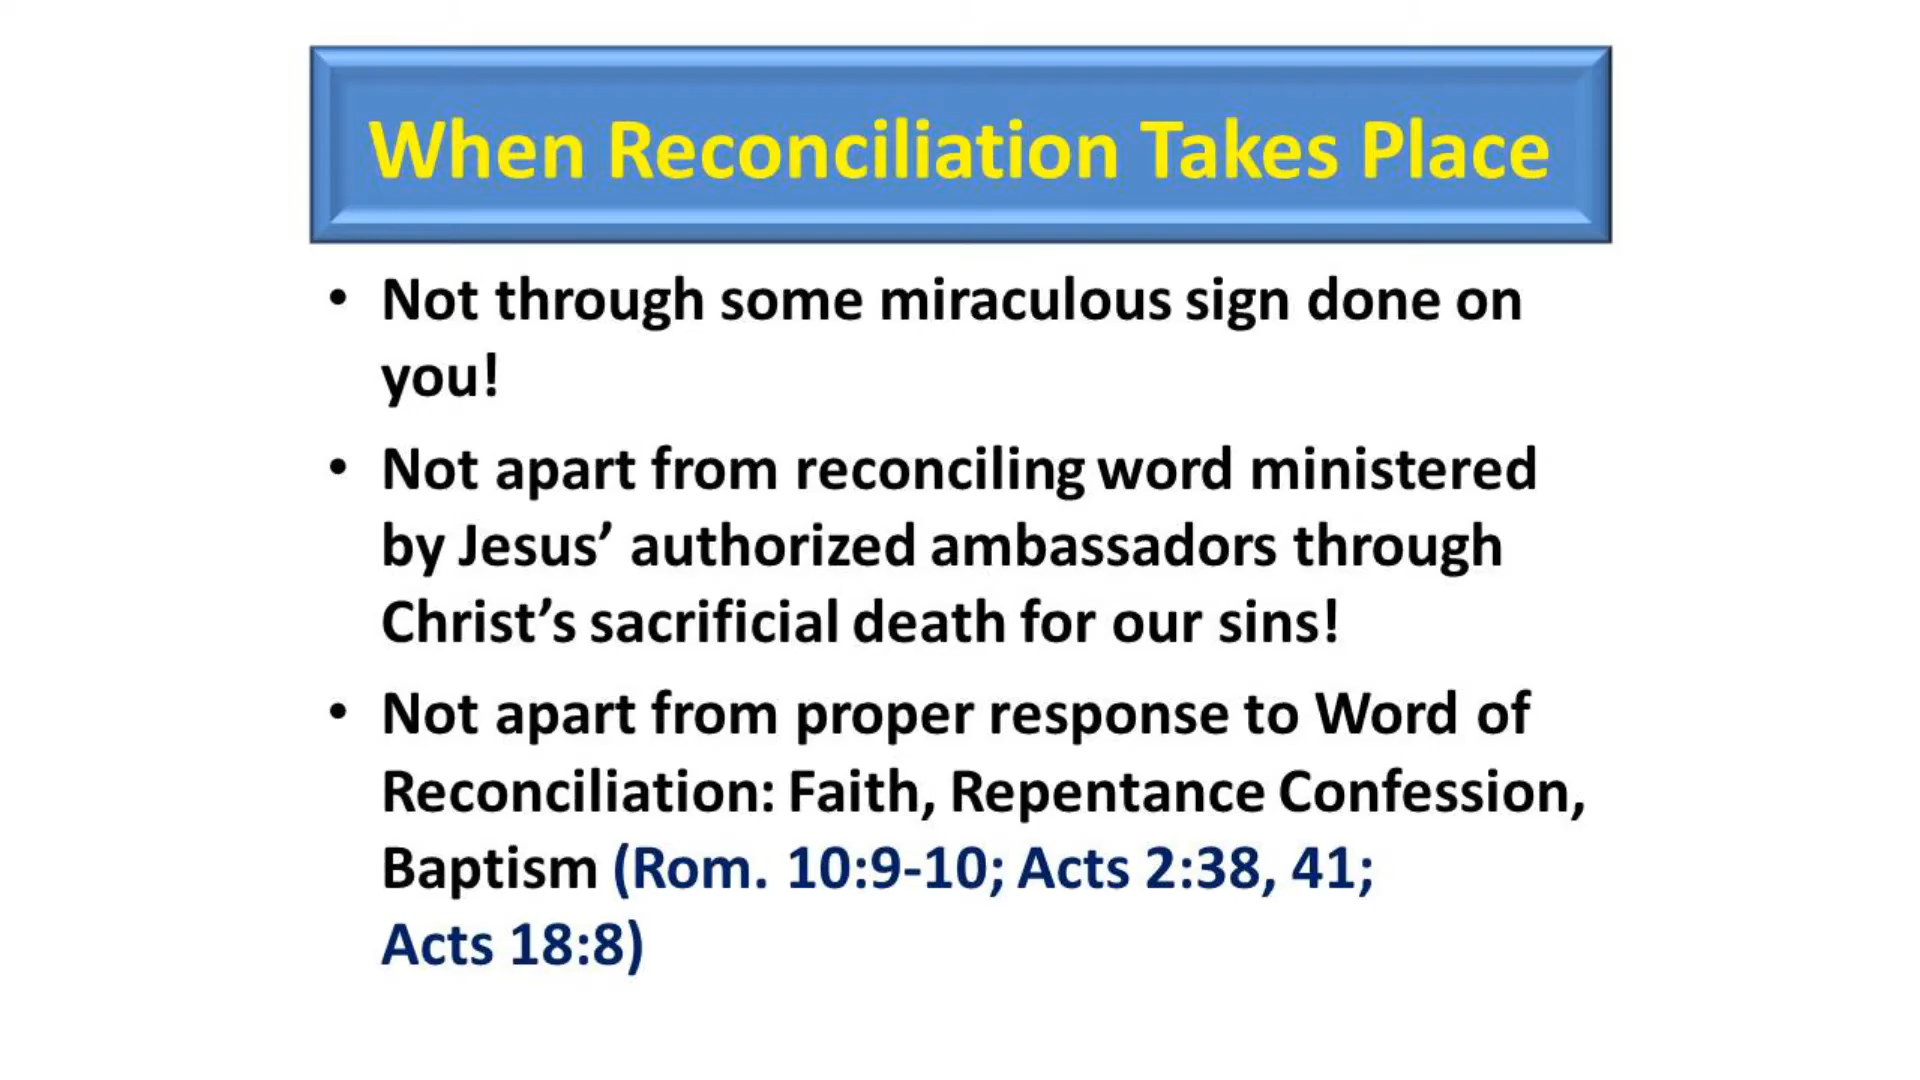 When Reconciliation Takes Place
• Not through some miraculous sign done on
you!
• Not apart from reconciling word ministered
by Jesus’ authorized ambassadors through
Christ’s sacrificial death for our sins!
• Not apart from proper response to Word of
Reconciliation: Faith, Repentance Confession,
Baptism (Rom. 10:9-10; Acts 2:38, 41;
Acts 18:8)